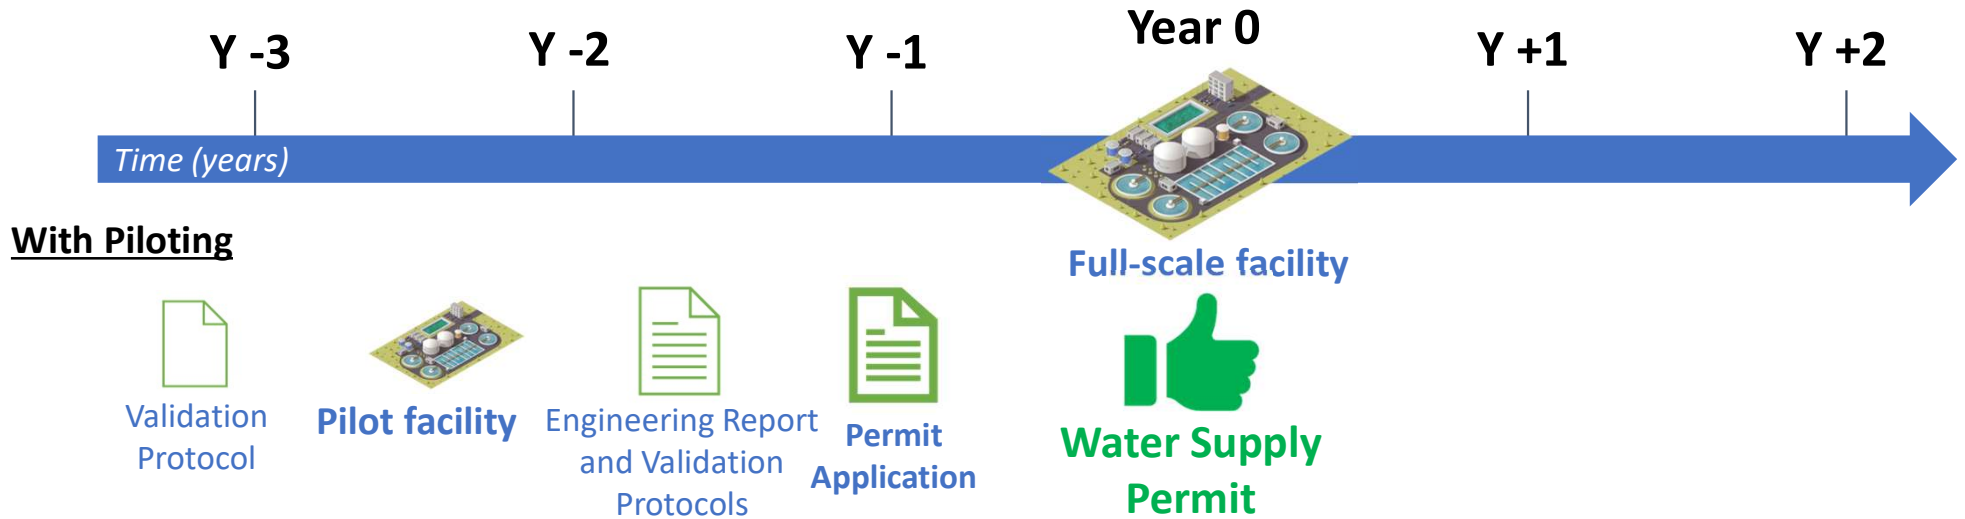 Y -3
Y -2
Y -1
Year 0
Y +1
Y +2
Time (years)
With Piloting
Full-scale facility
Validation
Protocol
Pilot facility
Engineering Report
and Validation
Protocols
Permit
Application
Water Supply
Permit